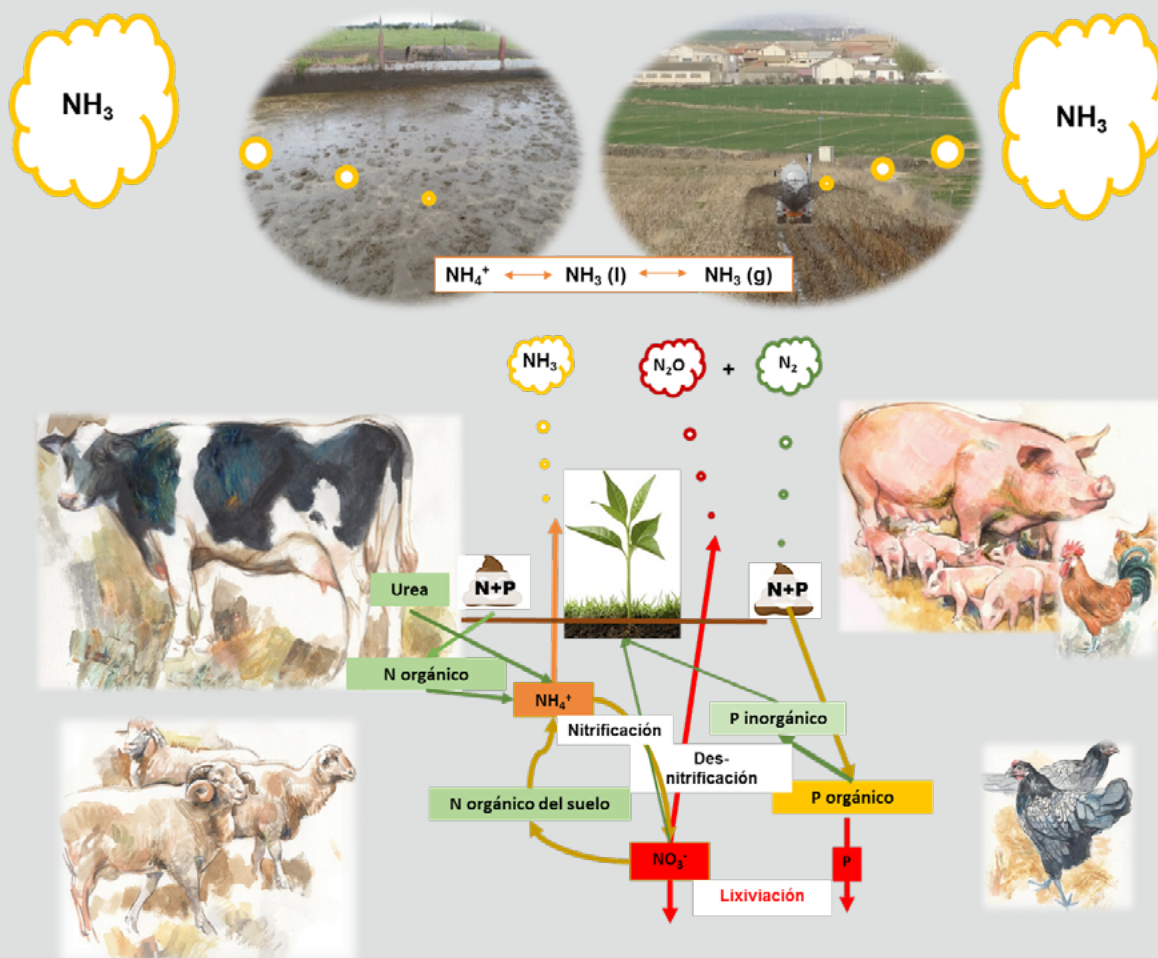 NH₃
NH₃
NH₄⁺ NH₃ (l) NH₃ (g)
NH₃
N₂O
+
N₂
Urea
N+P
N+P
N orgánico
NH₄⁺
Nitrificación
P inorgánico
Des-
nitrificación
N orgánico del suelo
P orgánico
NO₃⁻
P
Lixiviación